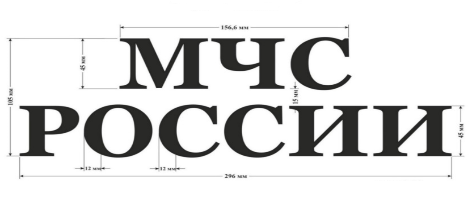 156,6 мм
45 мм
МЧС
105 мм
15 мм
РОССИИ
45 мм
12 мм
12 мм
296 мм